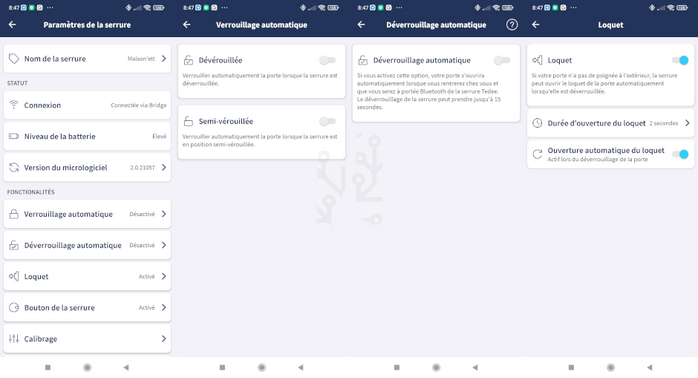 8:47
Paramètres de la serrure
Nom de la serrure
Maison'ett
STATUT
Connexion
Connectée via Bridge
Niveau de la batterie
Élevé
Version du micrologiciel
2.0.21057
FONCTIONALITÉS
Verrouillage automatique
Désactivé
Déverrouillage automatique
Désactivé
Loquet
Activé
Bouton de la serrure
Activé
Calibrage
8:47
Verrouillage automatique
Dévérouillée
Verrouiller automatiquement la porte lorsque la serrure est
déverrouillée.
Semi-vérouillée
Verrouiller automatiquement la porte lorsque la serrure est
en position semi-vérouillée.
8:47
Déverrouillage automatique
Déverrouillage automatique
Si vous activez cette option, votre porte s'ouvrira
automatiquement lorsque vous rentrerez chez vous et
que vous serez à portée Bluetooth de la serrure Tedee.
Le déverrouillage de la serrure peut prendre jusqu'à 15
secondes.
8:47
Loquet
Loquet
Si votre porte n'a pas de poignée à l'extérieur, la serrure
peut ouvrir le loquet de la porte automatiquement
lorsqu'elle est déverrouillée.
Durée d'ouverture du loquet
2 secondes
Ouverture automatique du loquet
Actif lors du déverrouillage de la porte